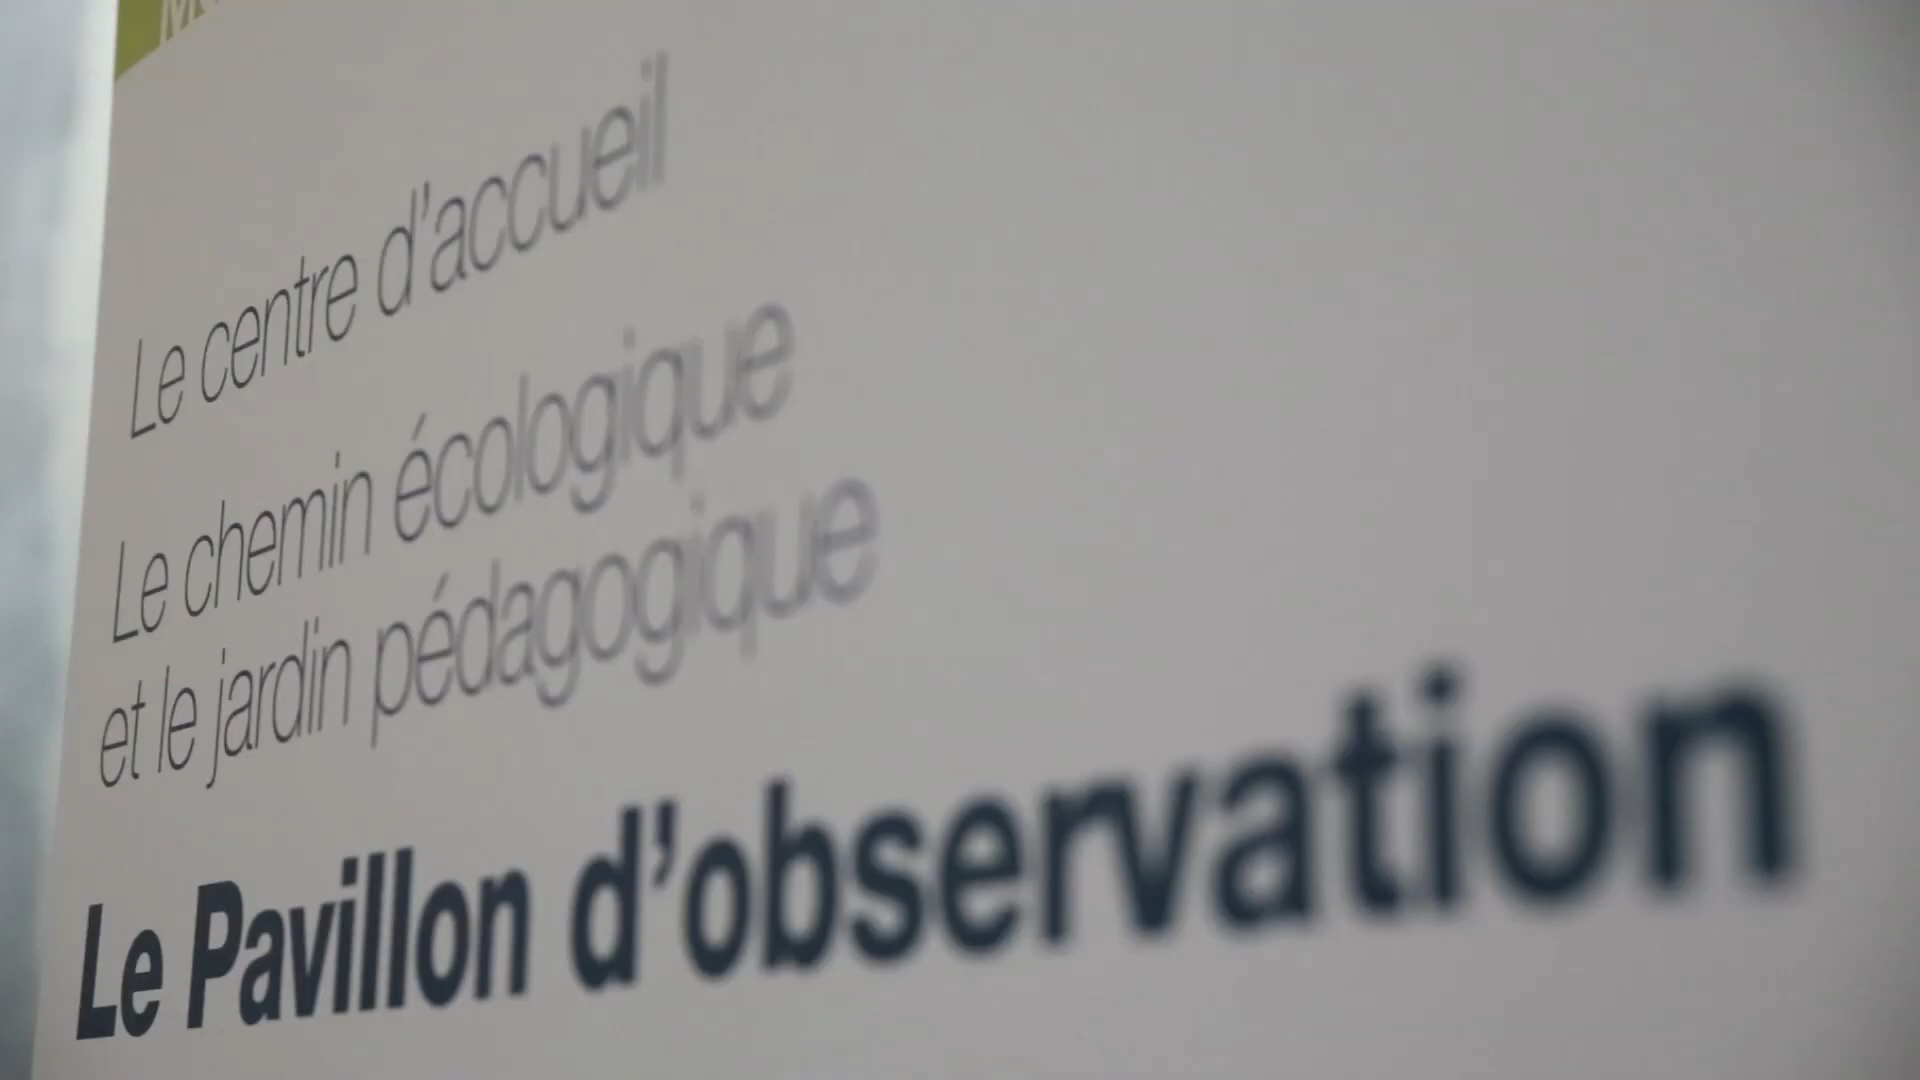 Le centre d'accueil
Le chemin écologique
et le jardin pédagogique
Le Pavillon d'observation